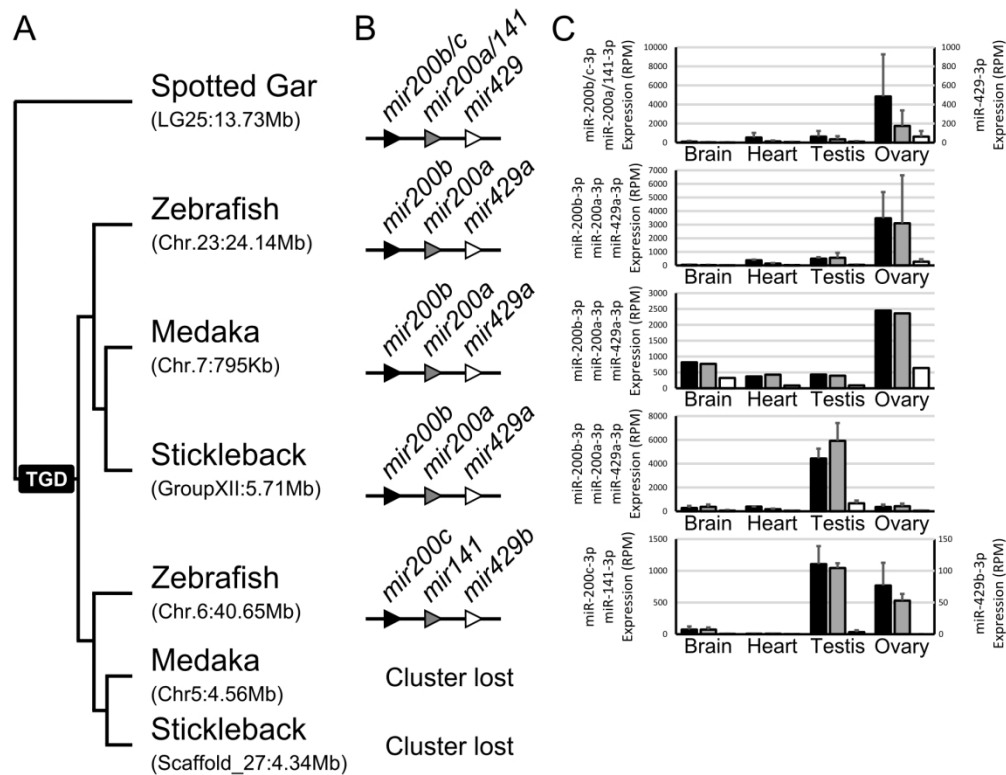 A
B
C
Spotted Gar
(LG25:13.73Mb)
mir200b/c
mir200a/141
mir429
miR-200b/c-3p
miR-200a/141-3p
Expression (RPM)
10000
8000
6000
4000
2000
0
1000
800
600
400
200
0
miR-429-3p
Expression (RPM)
Brain Heart Testis Ovary
Zebrafish
(Chr.23:24.14Mb)
mir200b
mir200a
mir429a
miR-200b-3p
miR-200a-3p
miR-429a-3p
Expression (RPM)
7000
6000
5000
4000
3000
2000
1000
0
Brain Heart Testis Ovary
Medaka
(Chr.7:795Kb)
mir200b
mir200a
mir429a
miR-200b-3p
miR-200a-3p
miR-429a-3p
Expression (RPM)
3000
2500
2000
1500
1000
500
0
Brain Heart Testis Ovary
Stickleback
(GroupXII:5.71Mb)
mir200b
mir200a
mir429a
miR-200b-3p
miR-200a-3p
miR-429a-3p
Expression (RPM)
8000
6000
4000
2000
0
Brain Heart Testis Ovary
TGD
Zebrafish
(Chr.6:40.65Mb)
mir200c
mir141
mir429b
miR-200c-3p
miR-141-3p
Expression (RPM)
1500
1000
500
0
150
100
50
0
miR-429b-3p
Expression (RPM)
Brain Heart Testis Ovary
Medaka
(Chr5:4.56Mb)
Cluster lost
Stickleback
(Scaffold_27:4.34Mb)
Cluster lost